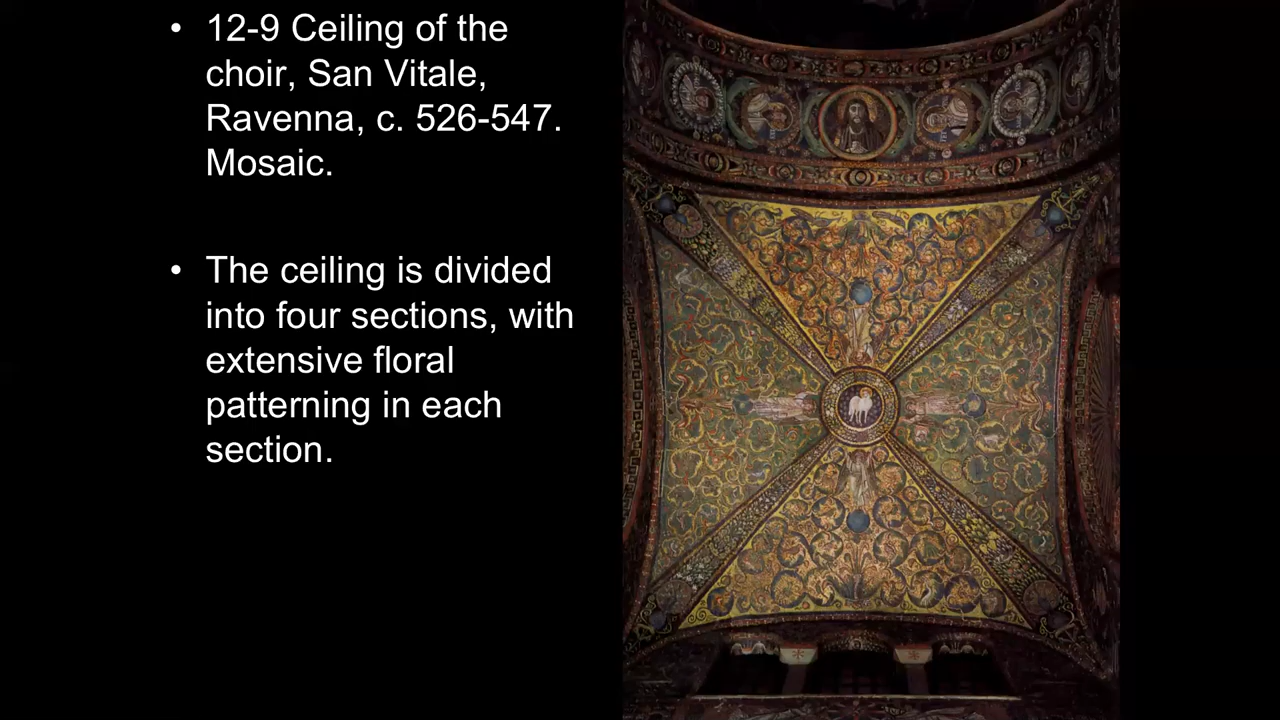 • 12-9 Ceiling of the
choir, San Vitale,
Ravenna, c. 526-547.
Mosaic.
• The ceiling is divided
into four sections, with
extensive floral
patterning in each
section.